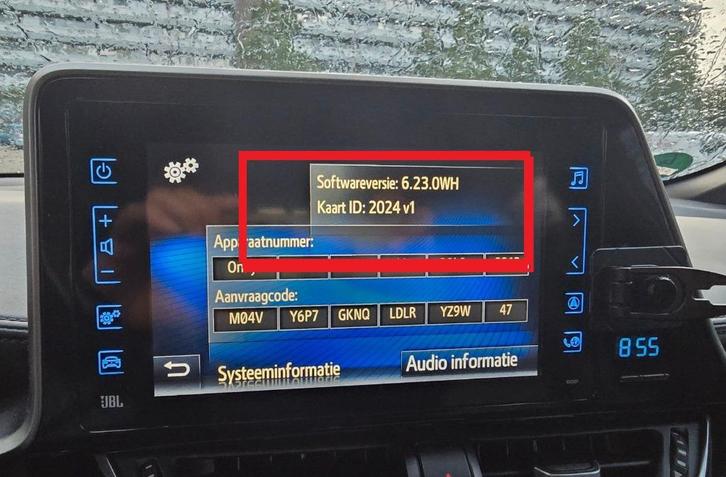 Softwareversie: 6.23.0WH
Kaart ID: 2024 v1
Apparaatnummer:
Aanvraagcode:
M04V Y6P7 GKNQ LDLR YZ9W 47
Systeeminformatie Audio informatie
JBL
8 55